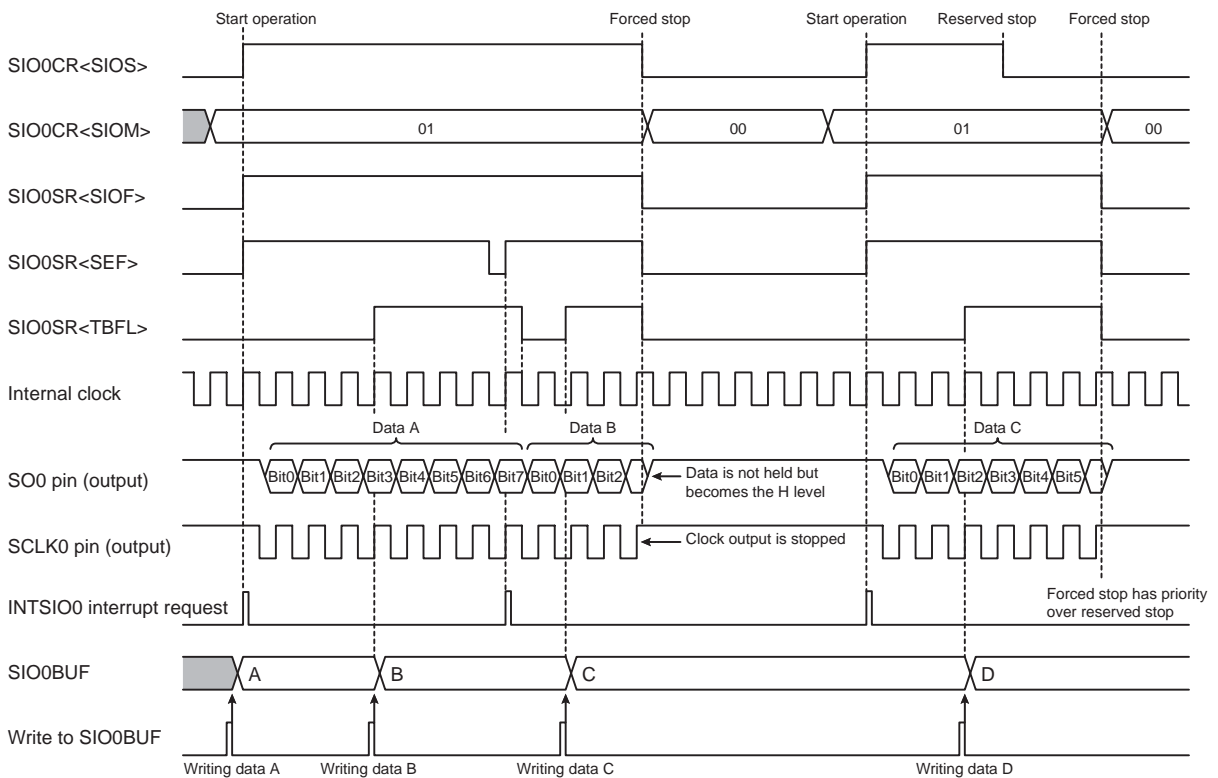 Start operation Forced stop Start operation Reserved stop Forced stop
SIO0CR<SIOS>
SIO0CR<SIOM> 01 00 01 00
SIO0SR<SIOF>
SIO0SR<SEF>
SIO0SR<TBFL>
Internal clock
Data A Data B Data C
SO0 pin (output) Bit0 Bit1 Bit2 Bit3 Bit4 Bit5 Bit6 Bit7 Bit0 Bit1 Bit2 Data is not held but Bit0 Bit1 Bit2 Bit3 Bit4 Bit5
becomes the H level
SCLK0 pin (output) Clock output is stopped
INTSIO0 interrupt request Forced stop has priority
over reserved stop
SIO0BUF A B C D
Write to SIO0BUF
Writing data A Writing data B Writing data C Writing data D